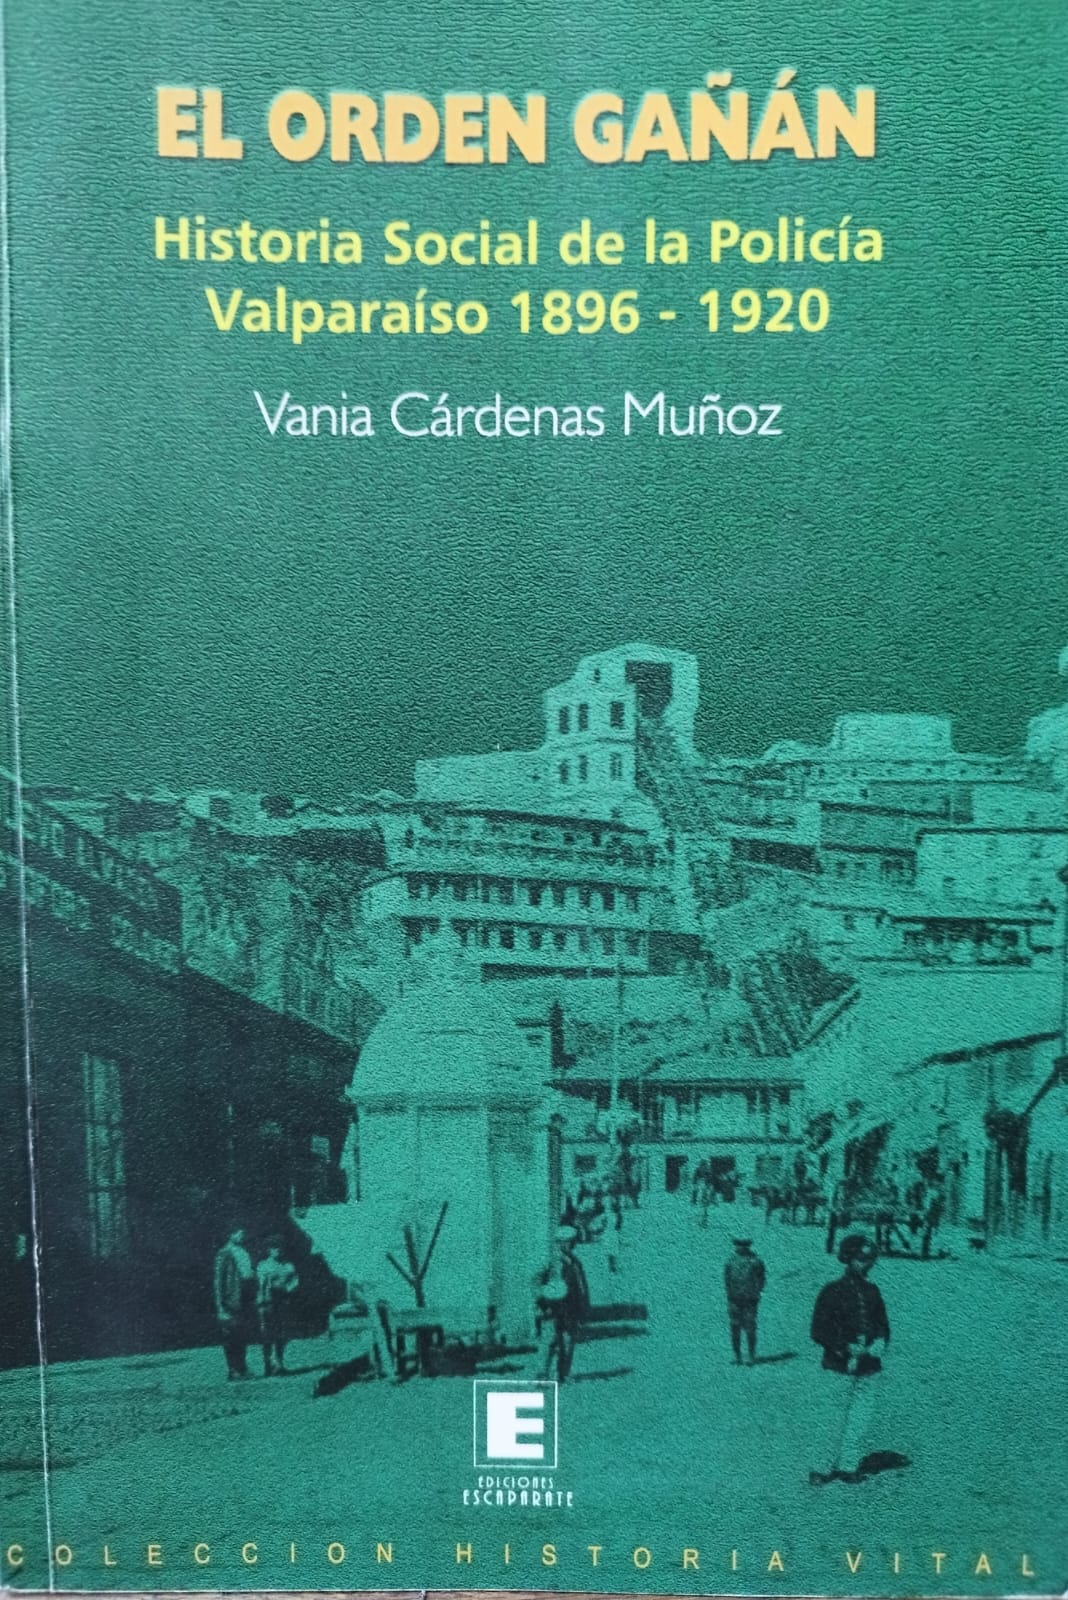 EL ORDEN GAÑÁN
Historia Social de la Policía
Valparaíso 1896 - 1920
Vania Cárdenas Muñoz
E
EDICIONES
ESCAPARATE
COLECCION HISTORIA VITAL